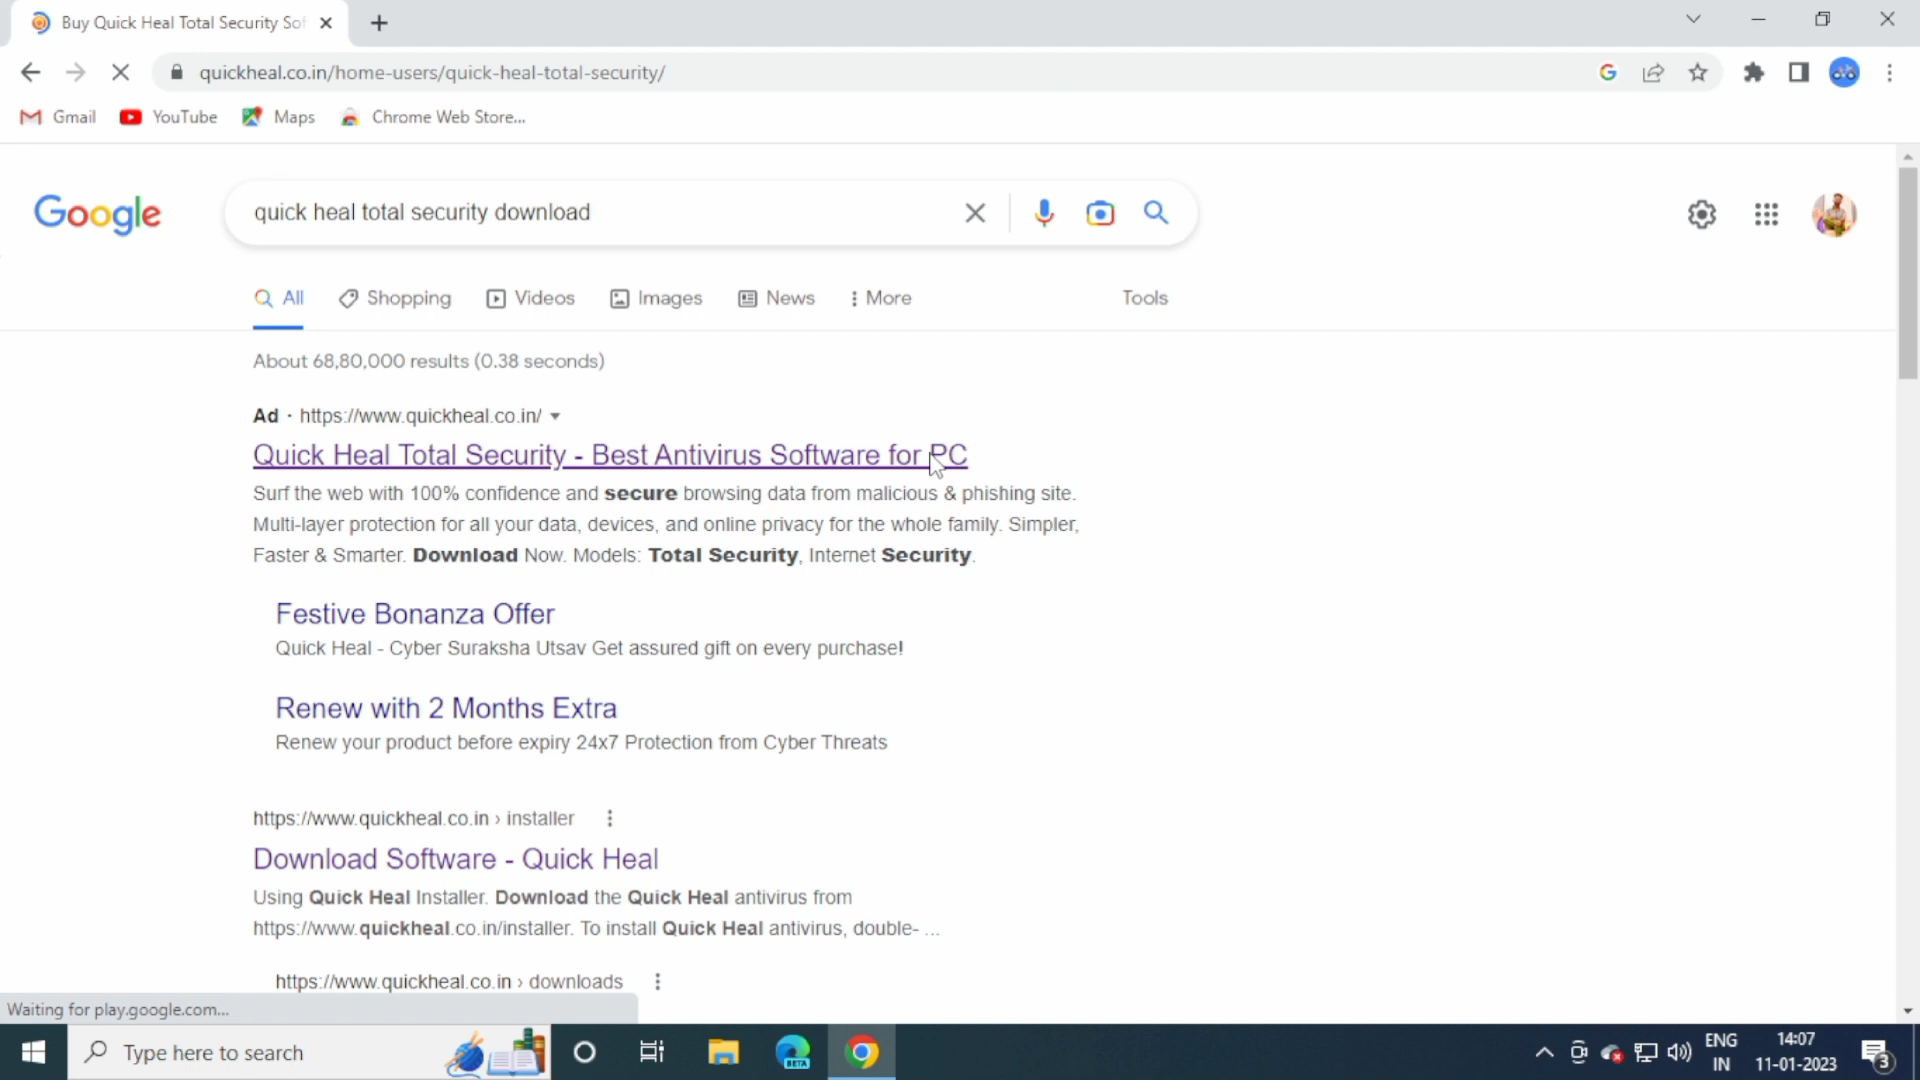 Buy Quick Heal Total Security Sof
quickheal.co.in/home-users/quick-heal-total-security/
Gmail YouTube Maps Chrome Web Store...
Google
quick heal total security download
All Shopping Videos Images News More Tools
About 68,80,000 results (0.38 seconds)
Ad · https://www.quickheal.co.in/
Quick Heal Total Security - Best Antivirus Software for PC
Surf the web with 100% confidence and secure browsing data from malicious & phishing site.
Multi-layer protection for all your data, devices, and online privacy for the whole family. Simpler,
Faster & Smarter. Download Now. Models: Total Security, Internet Security.
Festive Bonanza Offer
Quick Heal - Cyber Suraksha Utsav Get assured gift on every purchase!
Renew with 2 Months Extra
Renew your product before expiry 24x7 Protection from Cyber Threats
https://www.quickheal.co.in › installer
Download Software - Quick Heal
Using Quick Heal Installer. Download the Quick Heal antivirus from
https://www.quickheal.co.in/installer. To install Quick Heal antivirus, double- ...
https://www.quickheal.co.in › downloads
Waiting for play.google.com...
Type here to search
BETA
ENG
IN
14:07
11-01-2023
3